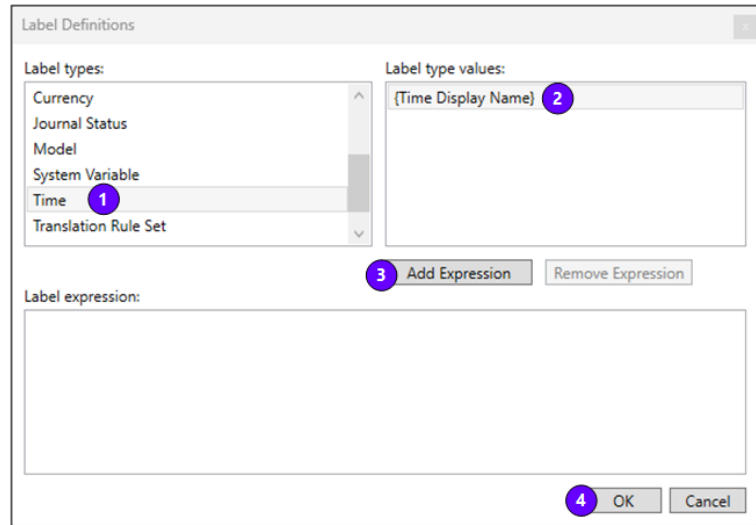 Label Definitions
x
Label types:
Label type values:
Currency
Journal Status
Model
System Variable
Time 1
Translation Rule Set
{Time Display Name} 2
3 Add Expression
Remove Expression
Label expression:
4 OK
Cancel